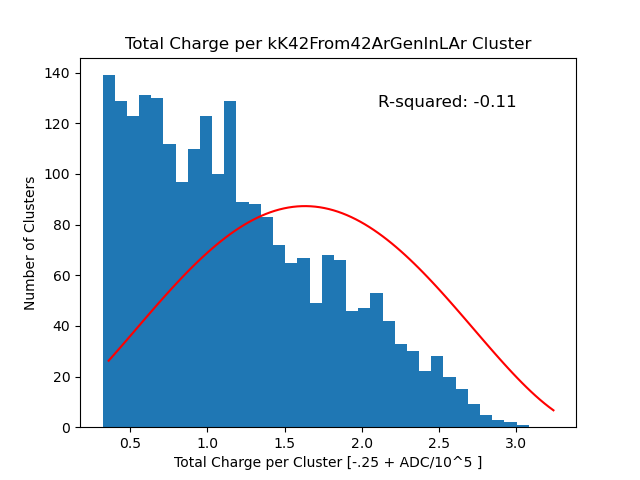 Total Charge per kK42From42ArGenInLAr Cluster
R-squared: -0.11
Number of Clusters
140
120
100
80
60
40
20
0
0.5 1.0 1.5 2.0 2.5 3.0
Total Charge per Cluster [-.25 + ADC/10^5 ]